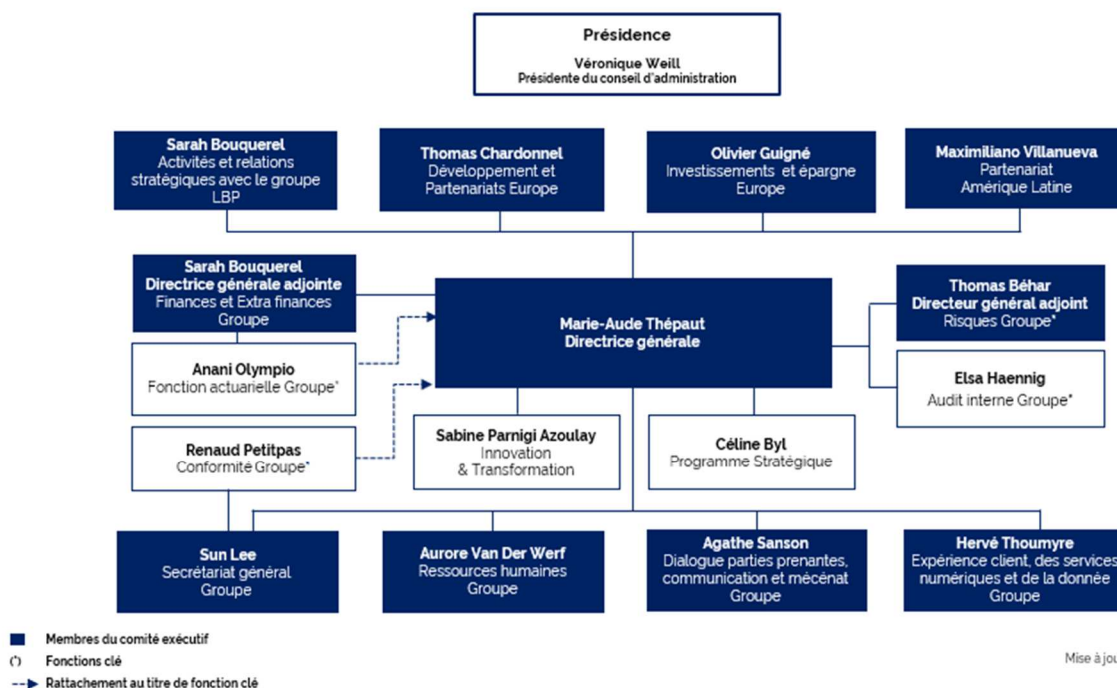 Présidence
Véronique Weill
Présidente du conseil d'administration
Sarah Bouquerel
Activités et relations
stratégiques avec le groupe
LBP
Thomas Chardonnel
Développement et
Partenariats Europe
Olivier Guigné
Investissements et épargne
Europe
Maximiliano Villanueva
Partenariat
Amérique Latine
Sarah Bouquerel
Directrice générale adjointe
Finances et Extra finances
Groupe
Marie-Aude Thépaut
Directrice générale
Thomas Béhar
Directeur général adjoint
Risques Groupe*
Anani Olympio
Fonction actuarielle Groupe*
Elsa Haennig
Audit interne Groupe*
Renaud Petitpas
Conformité Groupe*
Sabine Parnigi Azoulay
Innovation
& Transformation
Céline Byl
Programme Stratégique
Sun Lee
Secrétariat général
Groupe
Aurore Van Der Werf
Ressources humaines
Groupe
Agathe Sanson
Dialogue parties prenantes,
communication et mécénat
Groupe
Hervé Thoumyre
Expérience client, des services
numériques et de la donnée
Groupe
Membres du comité exécutif
(*) Fonctions clé
Rattachement au titre de fonction clé
Mise à jou